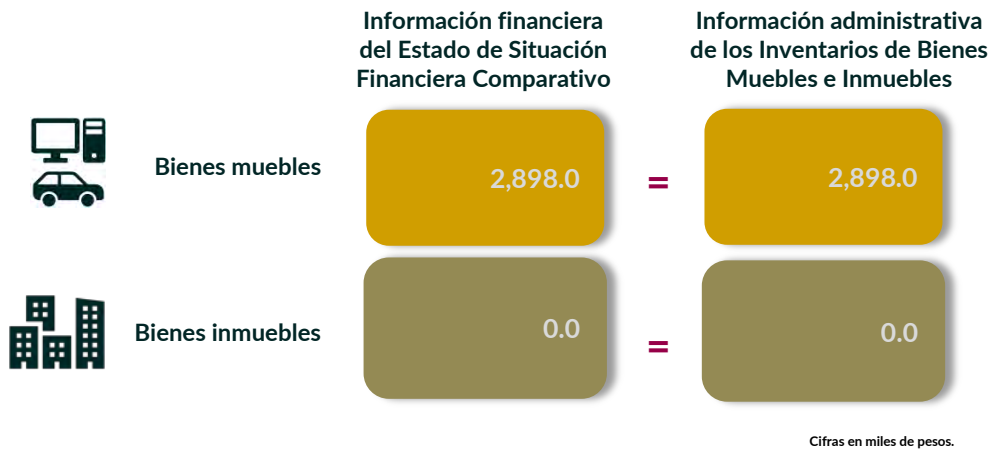 Información financiera
del Estado de Situación
Financiera Comparativo
Información administrativa
de los Inventarios de Bienes
Muebles e Inmuebles
Bienes muebles
2,898.0
=
2,898.0
Bienes inmuebles
0.0
=
0.0
Cifras en miles de pesos.